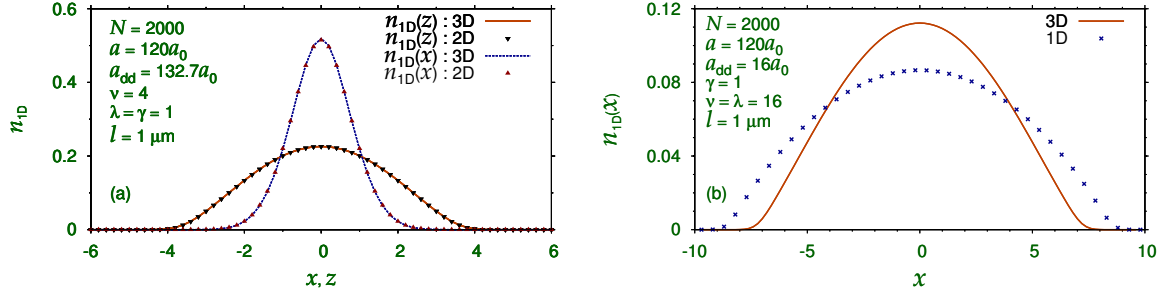 n1D(z) : 3D
n1D(z) : 2D
n1D(x) : 3D
n1D(x) : 2D
N = 2000
a = 120a0
add = 132.7a0
ν = 4
λ = γ = 1
l = 1 μm
(a)
n1D
0.6
0.4
0.2
0
-6
-4
-2
0
2
4
6
x, z
3D
1D
N = 2000
a = 120a0
add = 16a0
γ = 1
ν = λ = 16
l = 1 μm
(b)
n1D(x)
0.12
0.08
0.04
0
-10
-5
0
5
10
x